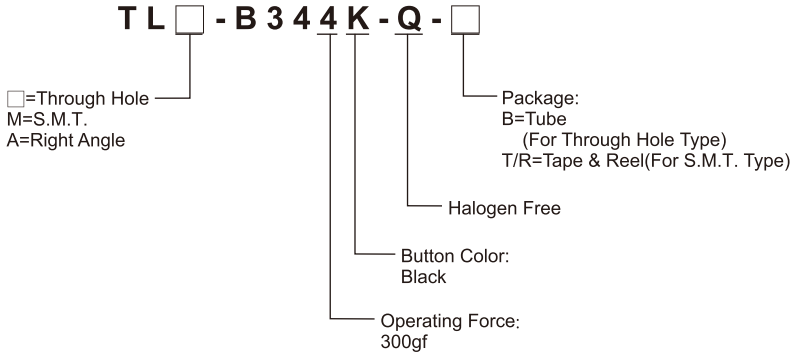 TL□-B344K-Q-□
□=Through Hole
M=S.M.T.
A=Right Angle
Package:
B=Tube
(For Through Hole Type)
T/R=Tape & Reel(For S.M.T. Type)
Halogen Free
Button Color:
Black
Operating Force:
300gf